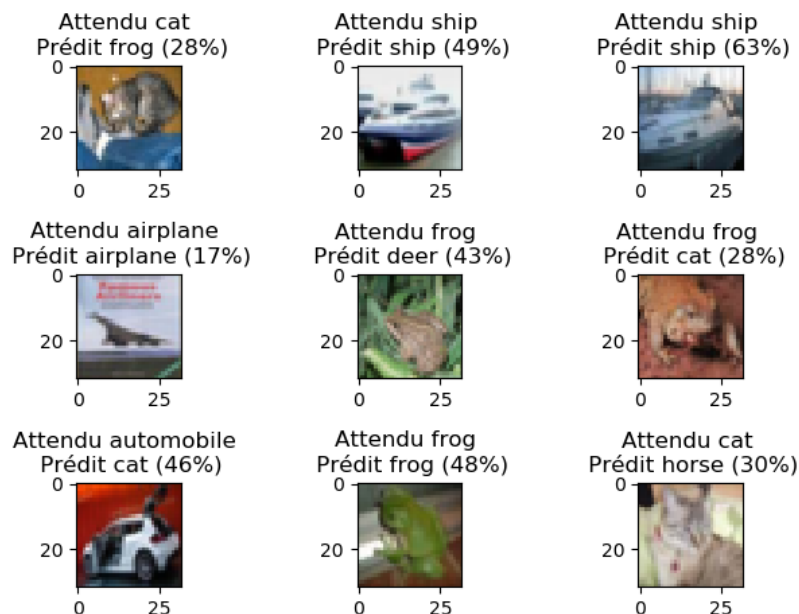 Attendu cat
Prédit frog (28%)
Attendu ship
Prédit ship (49%)
Attendu ship
Prédit ship (63%)
0
20
0 25
0
20
0 25
0
20
0 25
Attendu airplane
Prédit airplane (17%)
Attendu frog
Prédit deer (43%)
Attendu frog
Prédit cat (28%)
0
20
0 25
0
20
0 25
0
20
0 25
Attendu automobile
Prédit cat (46%)
Attendu frog
Prédit frog (48%)
Attendu cat
Prédit horse (30%)
0
20
0 25
0
20
0 25
0
20
0 25